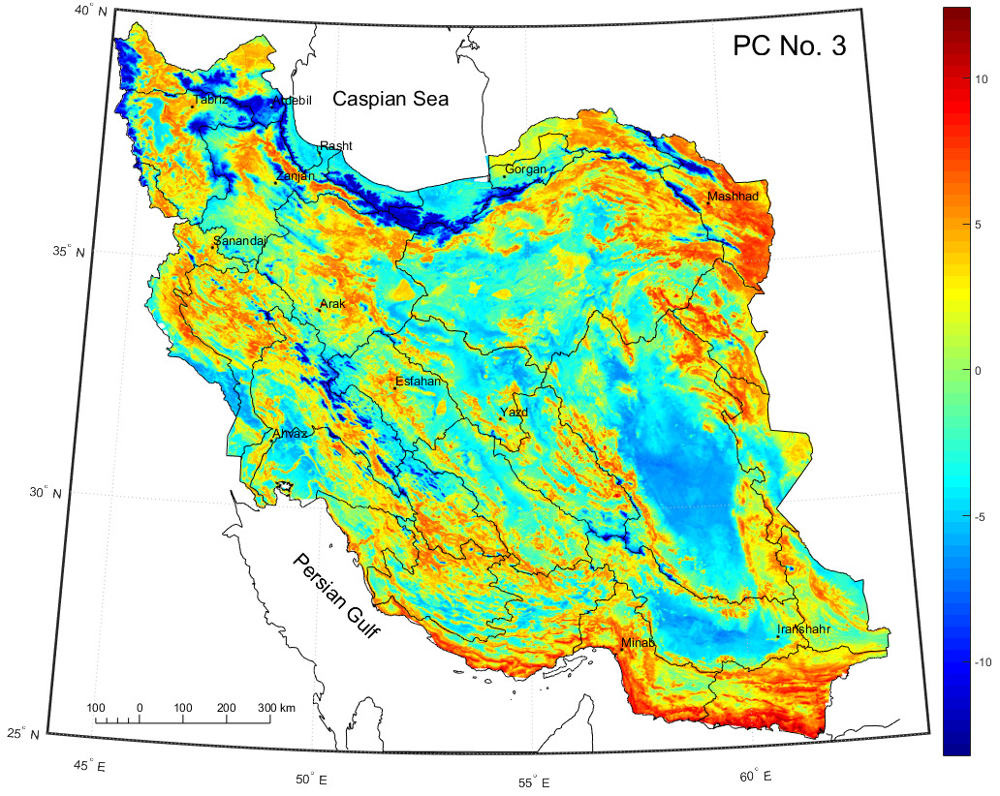 40° N
PC No. 3
10
Caspian Sea
Tabriz
Ardebil
Rasht
Gorgan
Zanjan
Mashhad
5
Sanandaj
35° N
Arak
0
Esfahan
Yazd
Ahvaz
30° N
-5
Persian Gulf
Iranshahr
Minab
-10
100 0 100 200 300 km
25° N
45° E
50° E
55° E
60° E